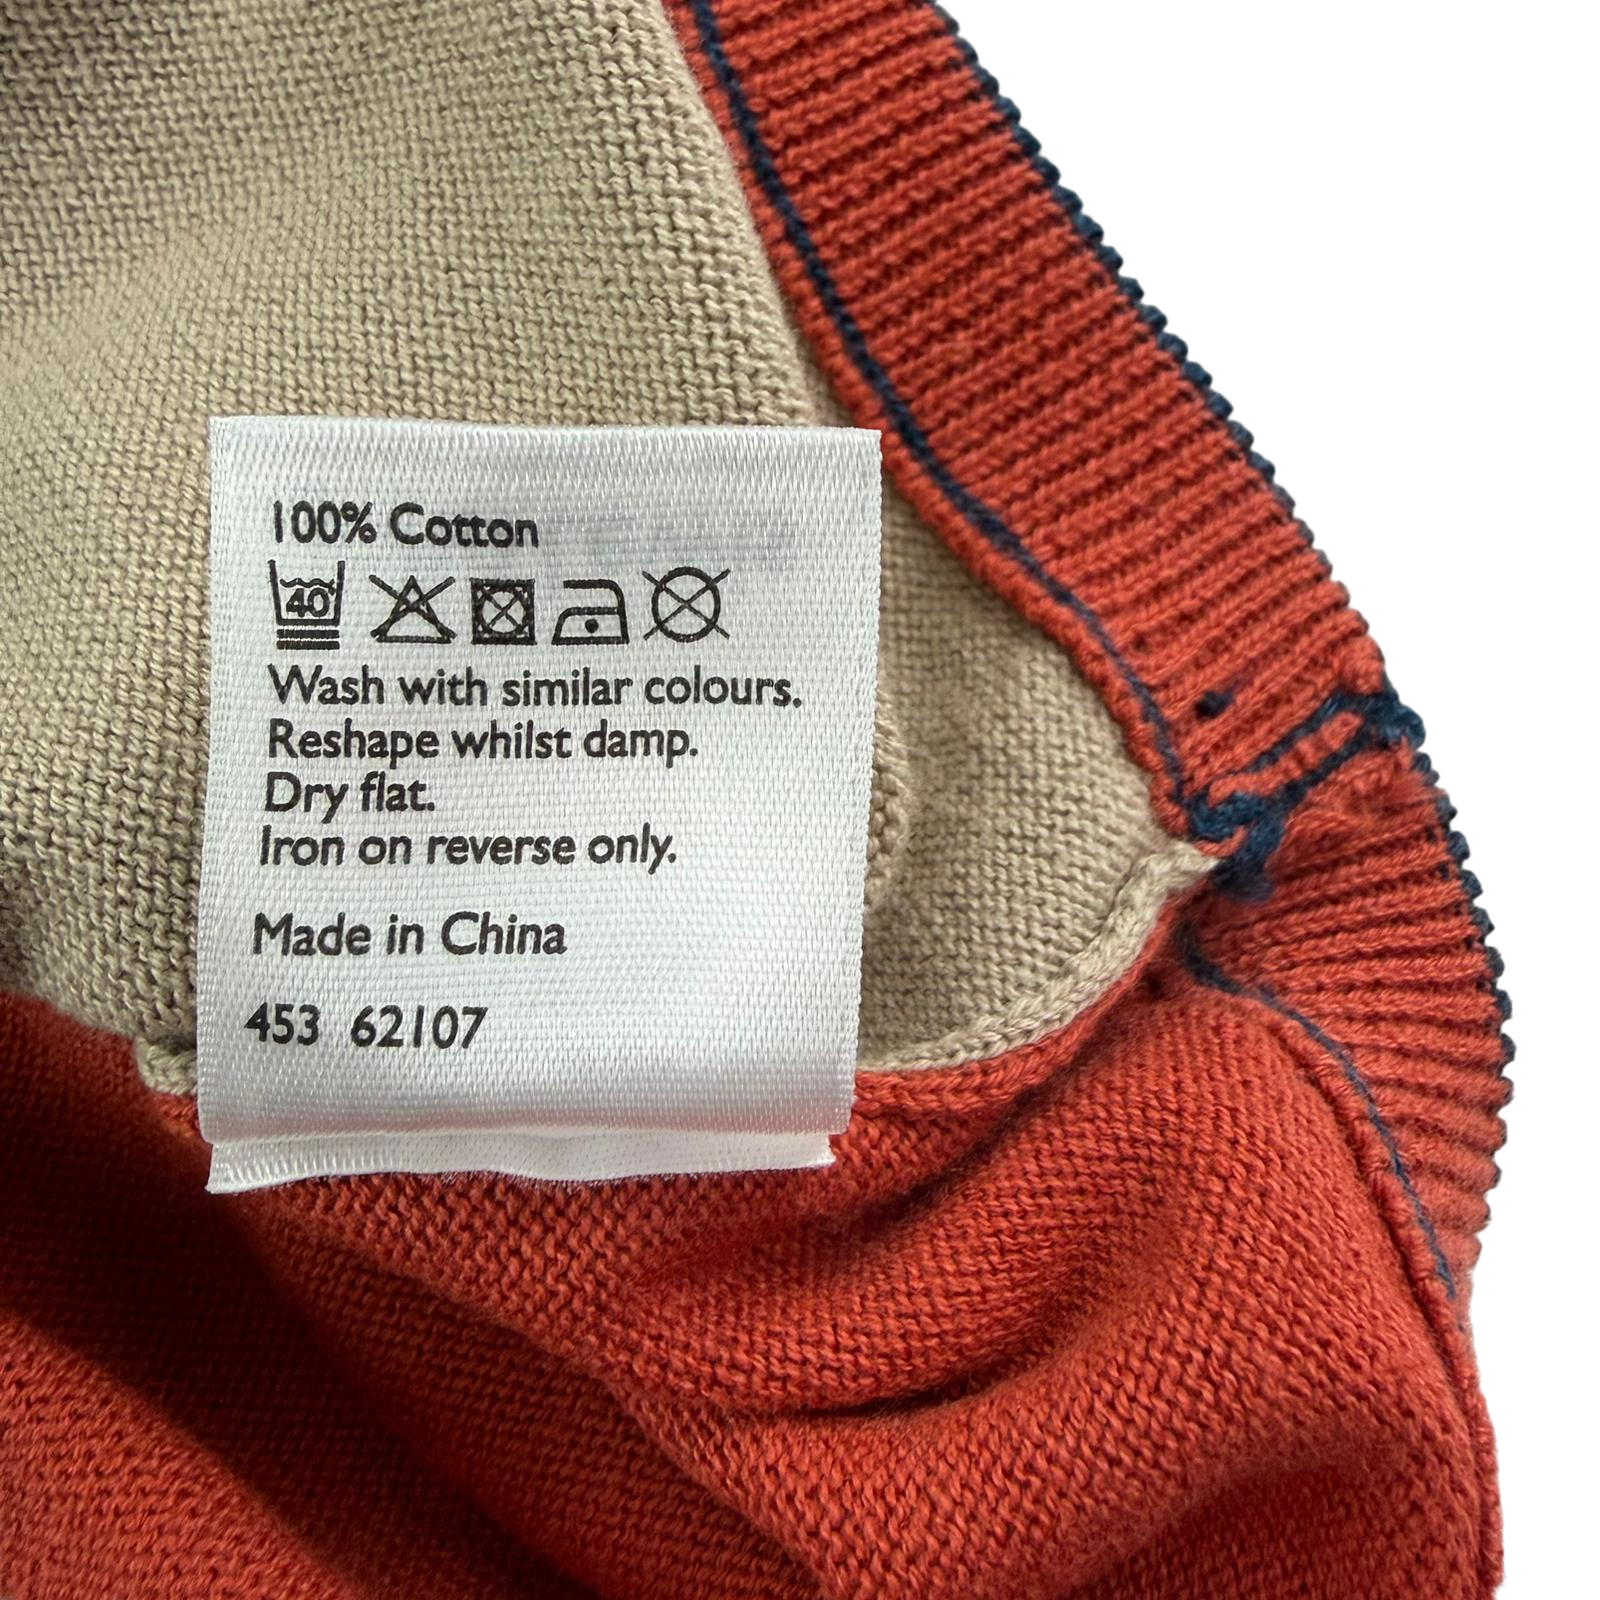 100% Cotton
40°
Wash with similar colours.
Reshape whilst damp.
Dry flat.
Iron on reverse only.
Made in China
453 62107